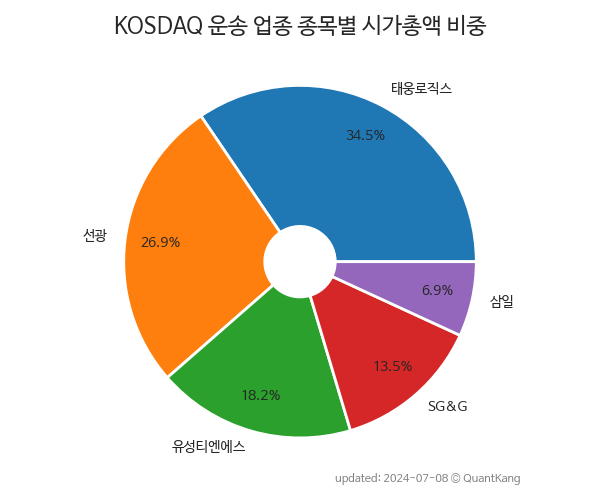 KOSDAQ 운송 업종 종목별 시가총액 비중
태웅로직스
34.5%
선광
26.9%
6.9%
삼일
13.5%
18.2%
SG&G
유성티엔에스
updated: 2024-07-08 © QuantKang